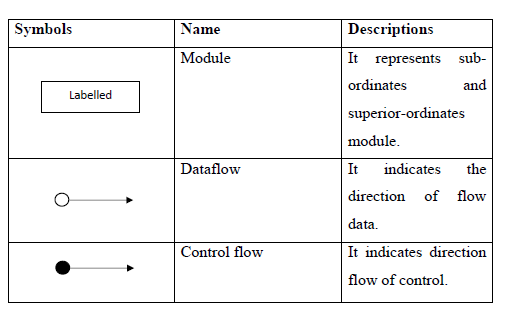 Symbols Name Descriptions
Labelled
Module
It represents sub-
ordinates and
superior-ordinates
module.
Dataflow
It indicates the
direction of flow
data.
Control flow
It indicates direction
flow of control.